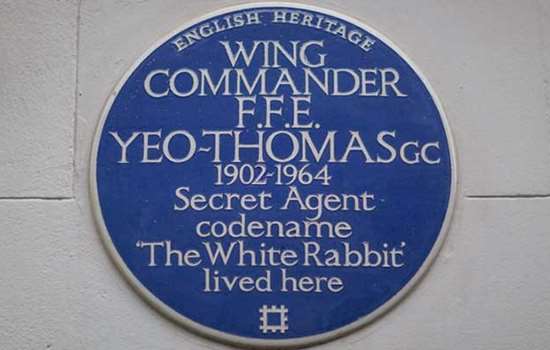 ENGLISH HERITAGE
WING
COMMANDER
F.F.E.
YEO-THOMAS GC
1902-1964
Secret Agent
codename
'The White Rabbit'
lived here